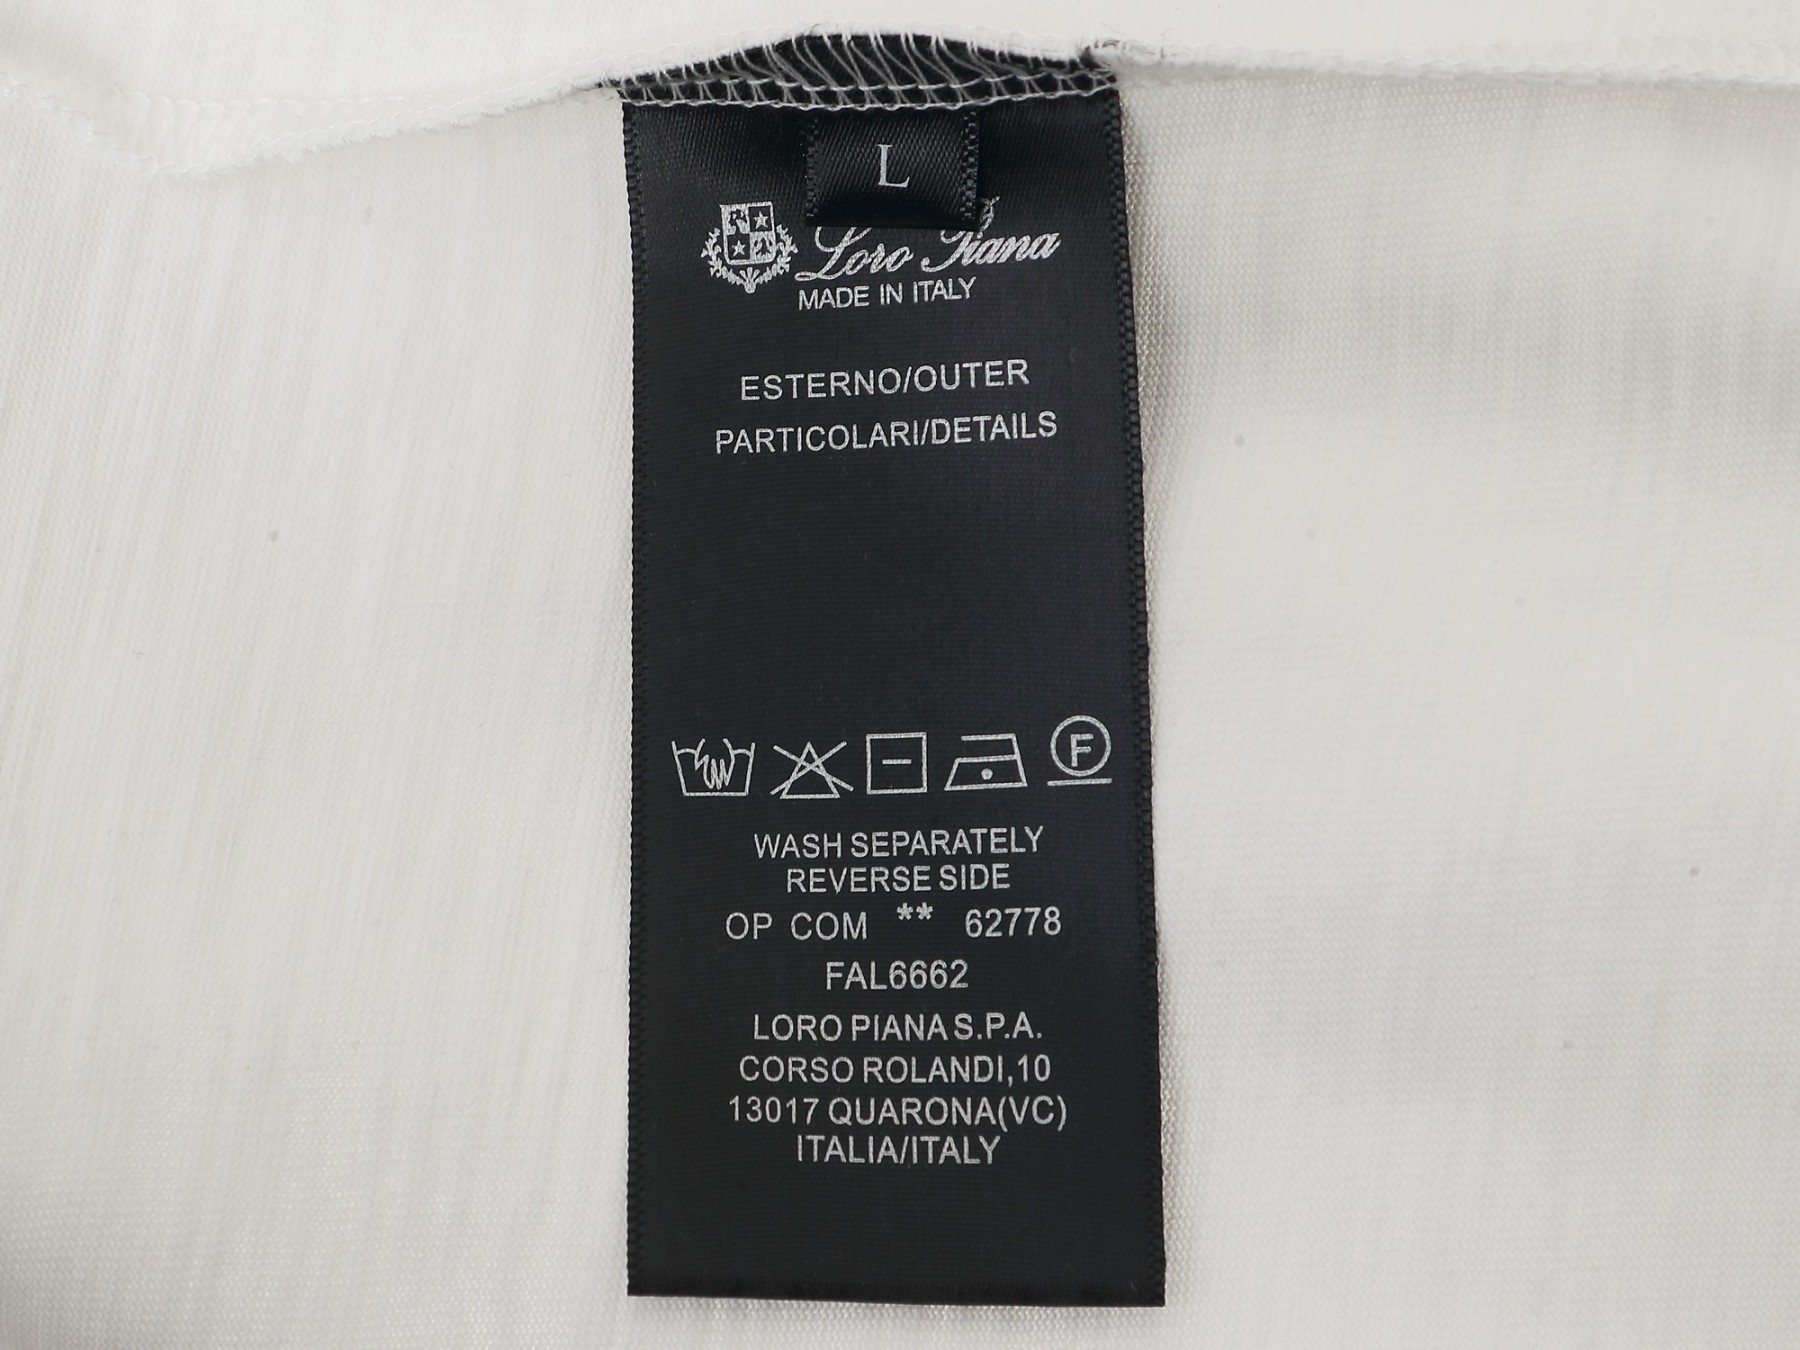 L
Loro Piana
MADE IN ITALY
ESTERNO/OUTER
PARTICOLARI/DETAILS
F
WASH SEPARATELY
REVERSE SIDE
OP COM ** 62778
FAL6662
LORO PIANA S.P.A.
CORSO ROLANDI,10
13017 QUARONA(VC)
ITALIA/ITALY